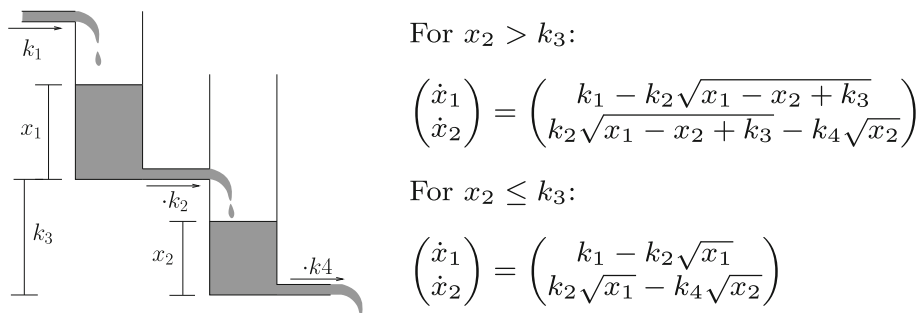 k₁
x₁
·k₂
k₃
x₂
·k4
For x₂ > k₃:
(ẋ₁ ẋ₂) = (k₁ − k₂√(x₁ − x₂ + k₃)
k₂√(x₁ − x₂ + k₃) − k₄√x₂)
For x₂ ≤ k₃:
(ẋ₁ ẋ₂) = (k₁ − k₂√x₁
k₂√x₁ − k₄√x₂)